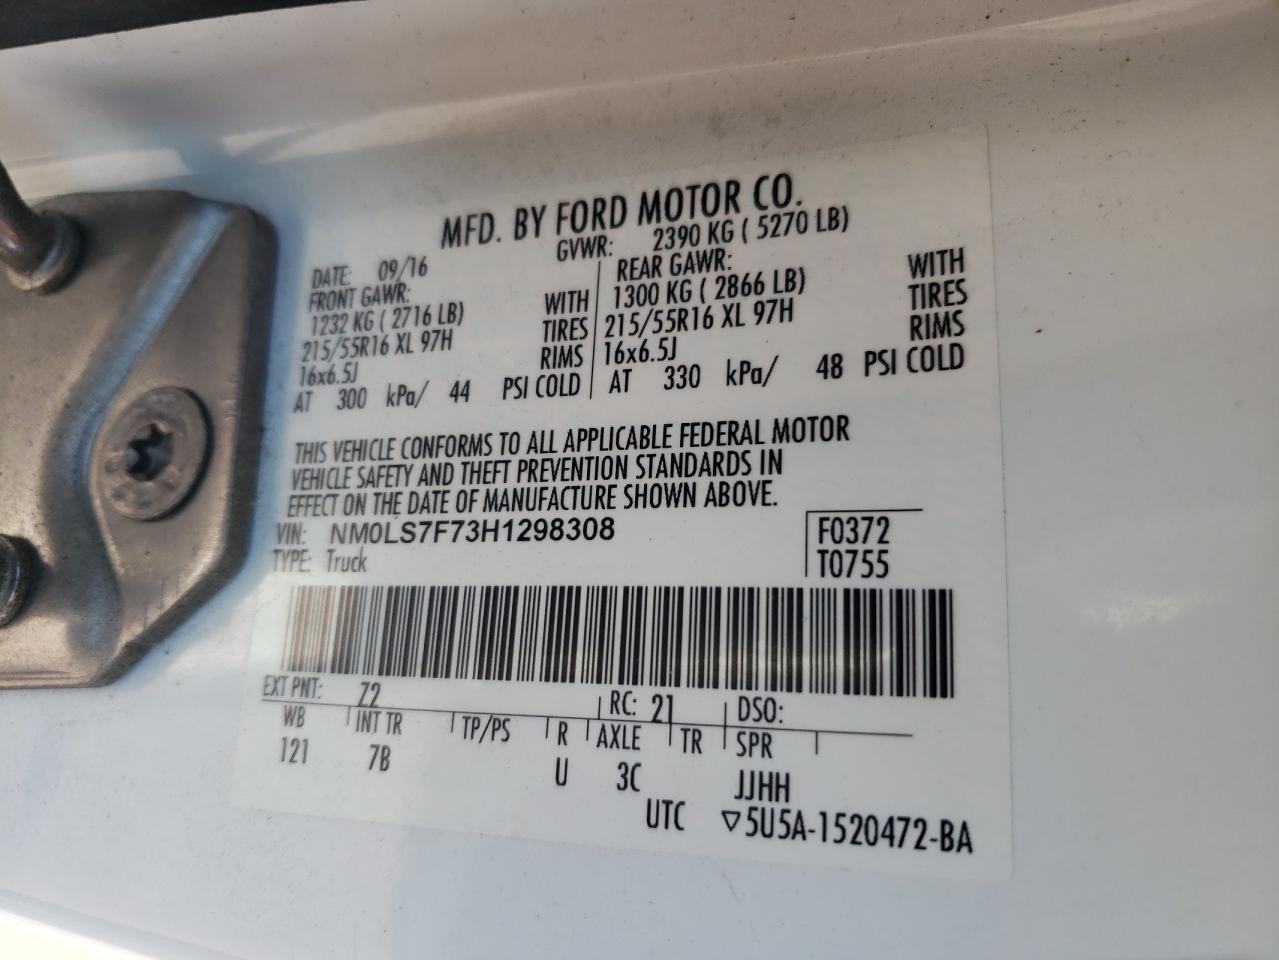 MFD. BY FORD MOTOR CO.
DATE: 09/16 GVWR: 2390 KG ( 5270 LB)
FRONT GAWR: REAR GAWR:
1232 KG ( 2716 LB) WITH 1300 KG ( 2866 LB) WITH
215/55R16 XL 97H TIRES 215/55R16 XL 97H TIRES
16x6.5J RIMS 16x6.5J RIMS
AT 300 kPa/ 44 PSI COLD AT 330 kPa/ 48 PSI COLD
THIS VEHICLE CONFORMS TO ALL APPLICABLE FEDERAL MOTOR
VEHICLE SAFETY AND THEFT PREVENTION STANDARDS IN
EFFECT ON THE DATE OF MANUFACTURE SHOWN ABOVE.
VIN: NM0LS7F73H1298308 F0372
TYPE: Truck T0755
EXT PNT: Z2 RC: 21 DSO:
WB INT TR TP/PS R AXLE TR SPR
121 7B U 3C JJHH
UTC ▽5U5A-1520472-BA